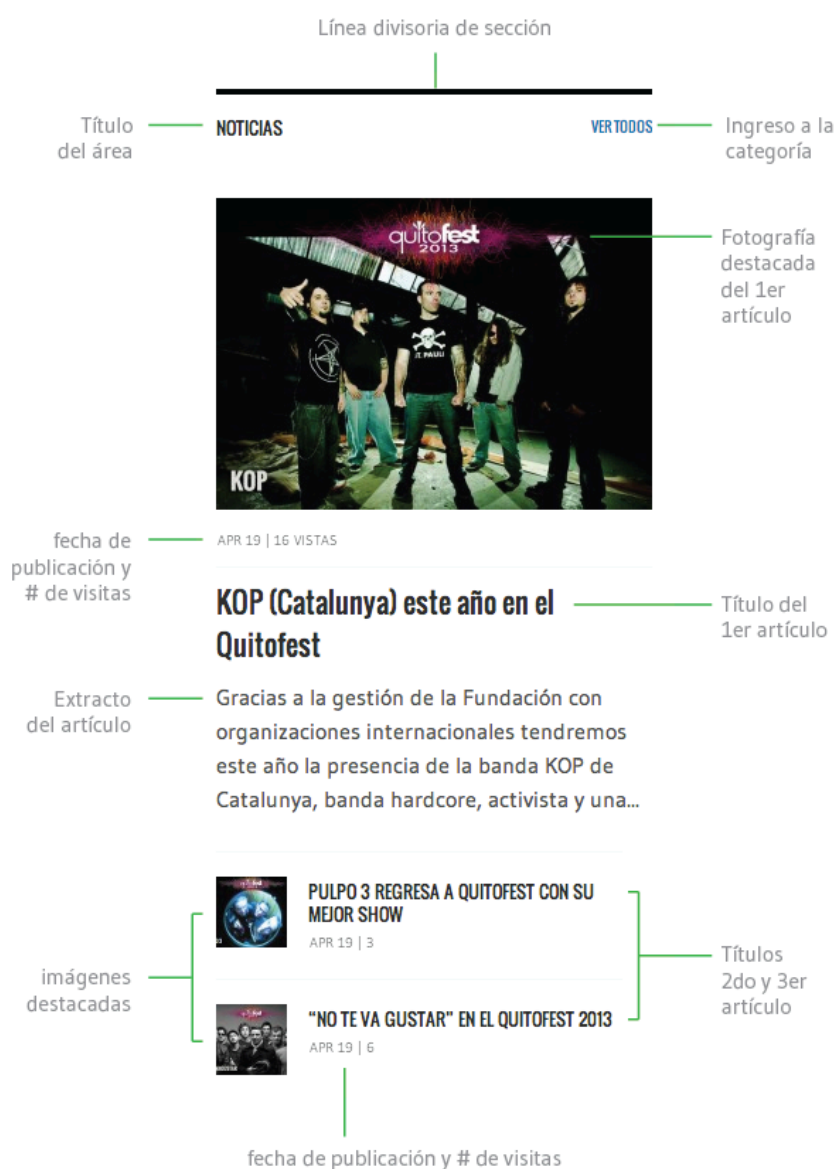 Línea divisoria de sección
Título
del área
NOTICIAS
VER TODOS
Ingreso a la
categoría
quitofest
2013
Fotografía
destacada
del 1er
artículo
ST. PAULI
KOP
fecha de
publicación y
# de visitas
APR 19 | 16 VISTAS
KOP (Catalunya) este año en el
Quitofest
Título del
1er artículo
Extracto
del artículo
Gracias a la gestión de la Fundación con
organizaciones internacionales tendremos
este año la presencia de la banda KOP de
Catalunya, banda hardcore, activista y una...
PULPO 3 REGRESA A QUITOFEST CON SU
MEJOR SHOW
APR 19 | 3
imágenes
destacadas
Títulos
2do y 3er
artículo
“NO TE VA GUSTAR” EN EL QUITOFEST 2013
APR 19 | 6
fecha de publicación y # de visitas